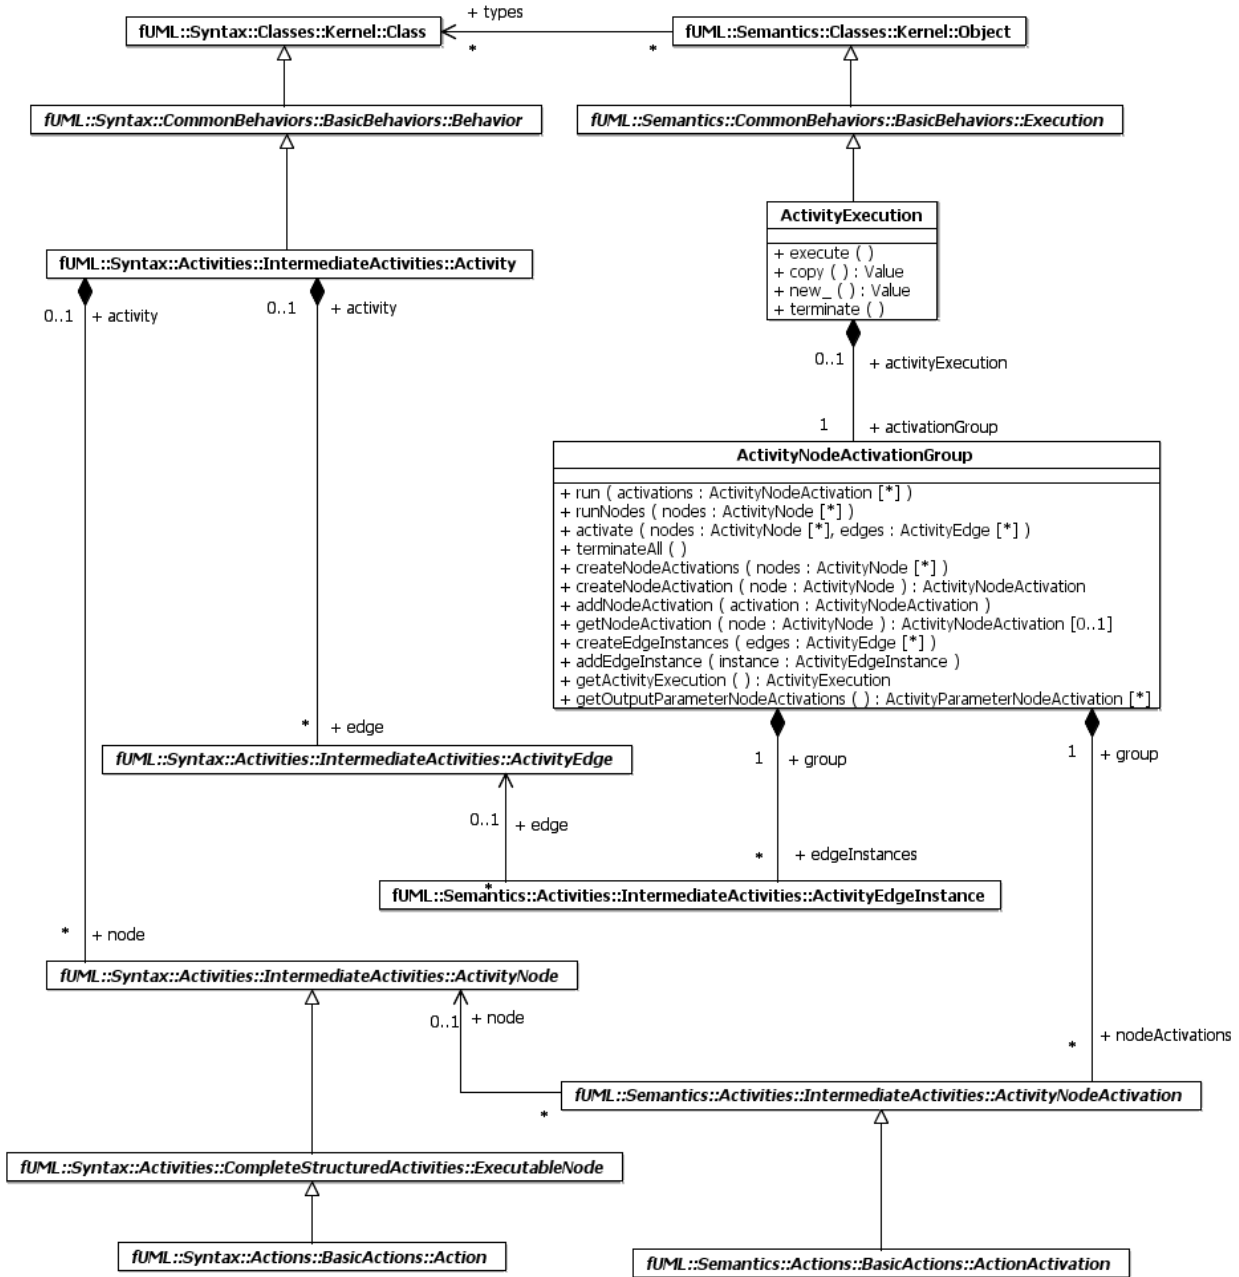 + types
fUML::Syntax::Classes::Kernel::Class
fUML::Semantics::Classes::Kernel::Object
*
*
fUML::Syntax::CommonBehaviors::BasicBehaviors::Behavior
fUML::Semantics::CommonBehaviors::BasicBehaviors::Execution
ActivityExecution
+ execute ( )
+ copy ( ) : Value
+ new_ ( ) : Value
+ terminate ( )
fUML::Syntax::Activities::IntermediateActivities::Activity
0..1
+ activity
0..1
+ activity
0..1
+ activityExecution
1
+ activationGroup
ActivityNodeActivationGroup
+ run ( activations : ActivityNodeActivation [*] )
+ runNodes ( nodes : ActivityNode [*] )
+ activate ( nodes : ActivityNode [*], edges : ActivityEdge [*] )
+ terminateAll ( )
+ createNodeActivations ( nodes : ActivityNode [*] )
+ createNodeActivation ( node : ActivityNode ) : ActivityNodeActivation
+ addNodeActivation ( activation : ActivityNodeActivation )
+ getNodeActivation ( node : ActivityNode ) : ActivityNodeActivation [0..1]
+ createEdgeInstances ( edges : ActivityEdge [*] )
+ addEdgeInstance ( instance : ActivityEdgeInstance )
+ getActivityExecution ( ) : ActivityExecution
+ getOutputParameterNodeActivations ( ) : ActivityParameterNodeActivation [*]
*
+ edge
fUML::Syntax::Activities::IntermediateActivities::ActivityEdge
1
+ group
1
+ group
0..1
+ edge
*
+ edgeInstances
*
fUML::Semantics::Activities::IntermediateActivities::ActivityEdgeInstance
*
+ node
fUML::Syntax::Activities::IntermediateActivities::ActivityNode
0..1
+ node
*
+ nodeActivations
fUML::Semantics::Activities::IntermediateActivities::ActivityNodeActivation
*
fUML::Syntax::Activities::CompleteStructuredActivities::ExecutableNode
fUML::Syntax::Actions::BasicActions::Action
fUML::Semantics::Actions::BasicActions::ActionActivation